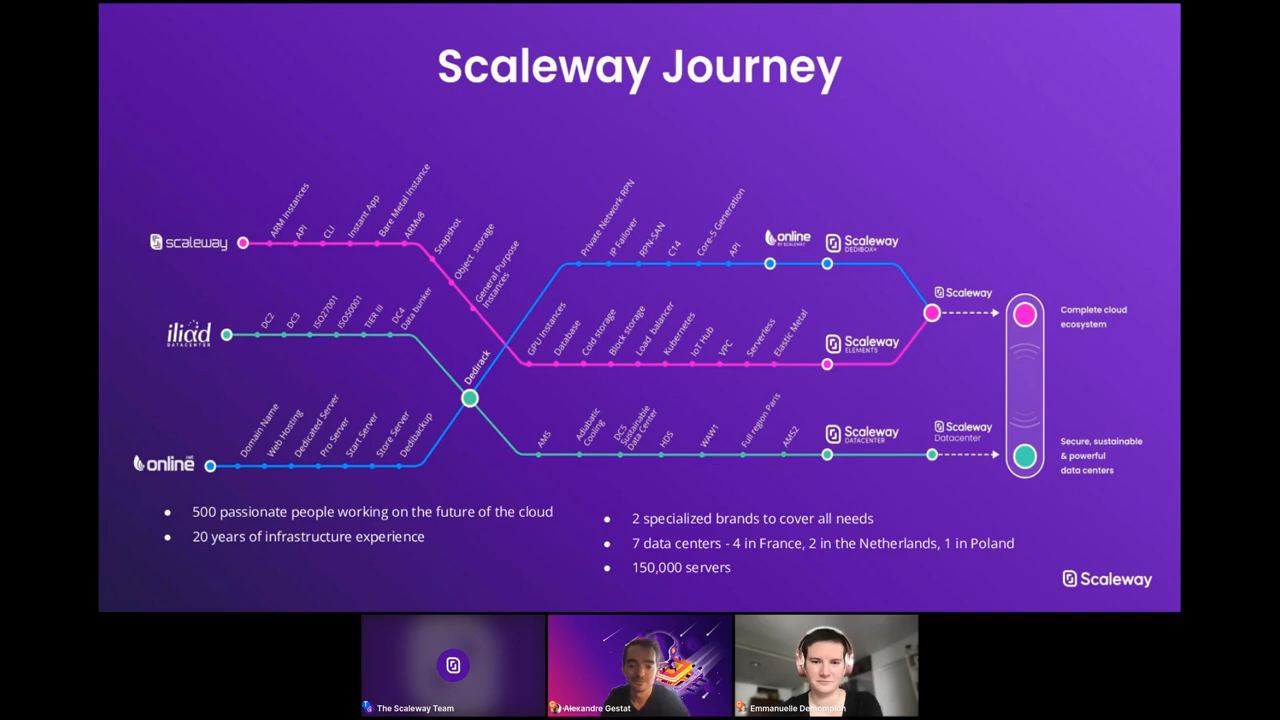 Scaleway Journey
scaleway
ARM Instances
API
CLI
Instant App
Bare Metal Instance
ARMv8
Snapshot
Object storage
General Purpose
Instances
iliad
DATACENTER
DC2
DC3
ISO27001
ISO50001
TIER III
DC4
Data bunker
online.net
Domain Name
Web Hosting
Dedicated Server
Pro Server
Start Server
Store Server
Dedibackup
Dedirack
Private Network RPN
IP Failover
RPN-SAN
C14
Core-5 Generation
API
online
BY SCALEWAY
Scaleway
DEDIBOX
GPU Instances
Database
Cold storage
Block storage
Load balancer
Kubernetes
IoT Hub
VPC
Serverless
Elastic Metal
Scaleway
ELEMENTS
AMS
Adiabatic
Cooling
DC5
Sustainable
Data Center
HDS
WAW1
Full region Paris
AMS2
Scaleway
DATACENTER
Scaleway
Scaleway
Datacenter
Complete cloud
ecosystem
Secure, sustainable
& powerful
data centers
● 500 passionate people working on the future of the cloud
● 20 years of infrastructure experience
● 2 specialized brands to cover all needs
● 7 data centers - 4 in France, 2 in the Netherlands, 1 in Poland
● 150,000 servers
Scaleway
The Scaleway Team
Alexandre Gestat
Emmanuelle Demompion